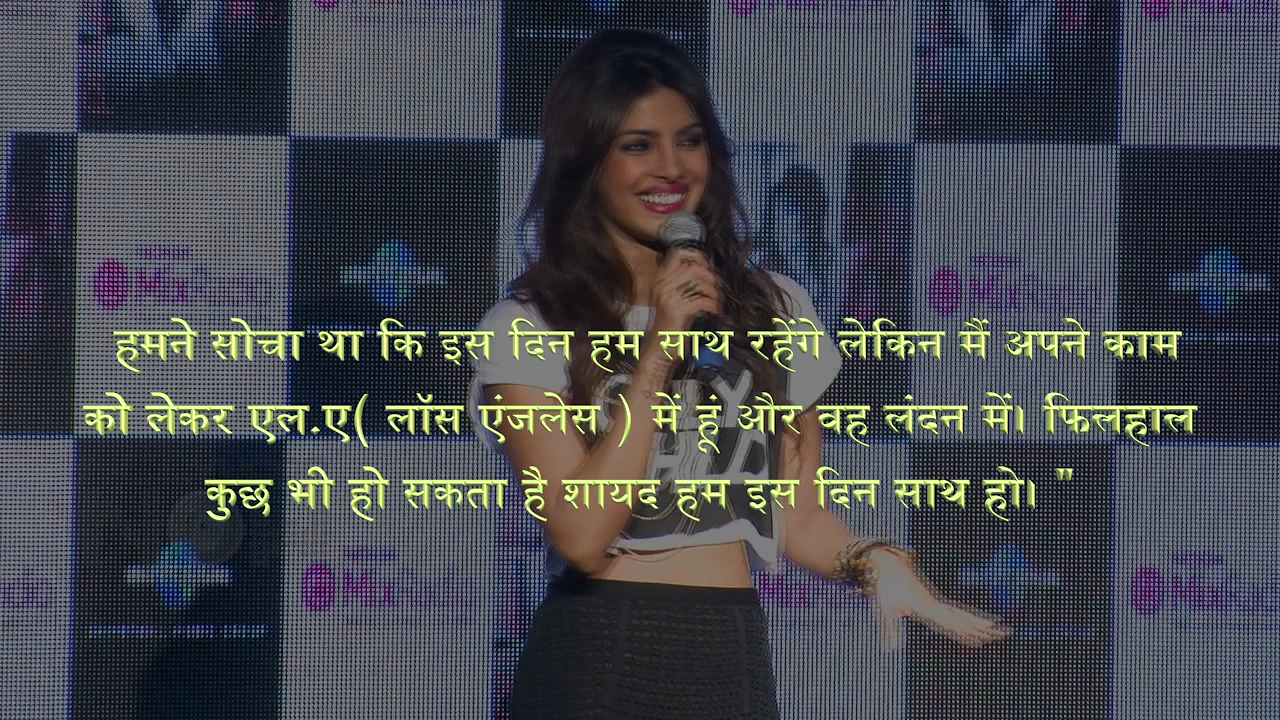 हमने सोचा था कि इस दिन हम साथ रहेंगे लेकिन मैं अपने काम
को लेकर एल.ए( लॉस एंजलेस ) में हूं और वह लंदन में। फिलहाल
कुछ भी हो सकता है शायद हम इस दिन साथ हो। "